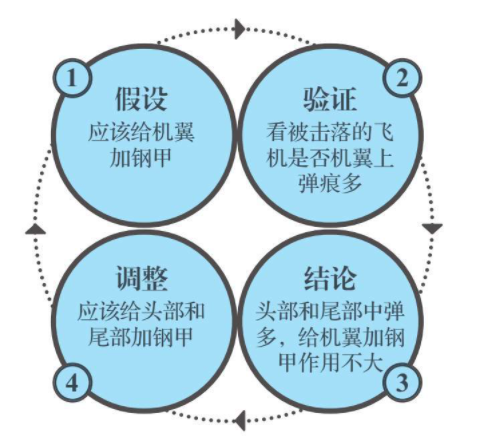 1
假设
应该给机翼
加钢甲
2
验证
看被击落的飞
机是否机翼上
弹痕多
调整
应该给头部和
尾部加钢甲
4
结论
头部和尾部中弹
多，给机翼加钢
甲作用不大
3